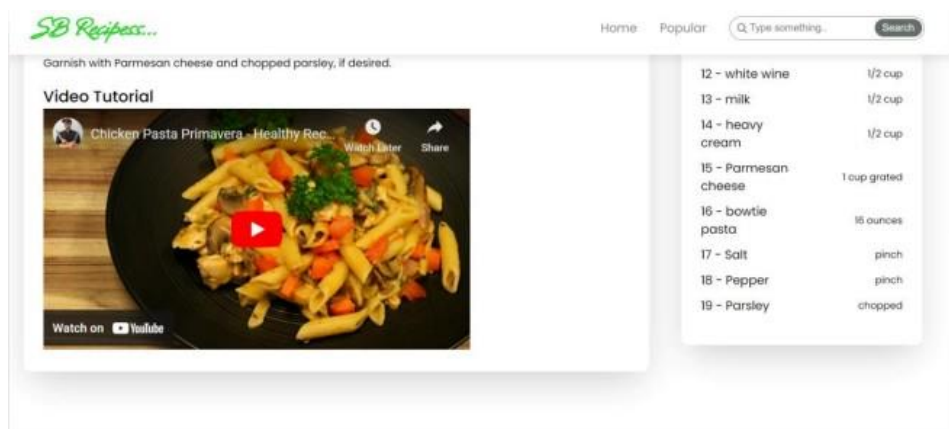 SB Recipess...
Home
Popular
Type something..
Search
Garnish with Parmesan cheese and chopped parsley, if desired.
Video Tutorial
Chicken Pasta Primavera - Healthy Rec...
Watch Later
Share
Watch on YouTube
12 - white wine 1/2 cup
13 - milk 1/2 cup
14 - heavy
cream 1/2 cup
15 - Parmesan
cheese 1 cup grated
16 - bowtie
pasta 16 ounces
17 - Salt pinch
18 - Pepper pinch
19 - Parsley chopped